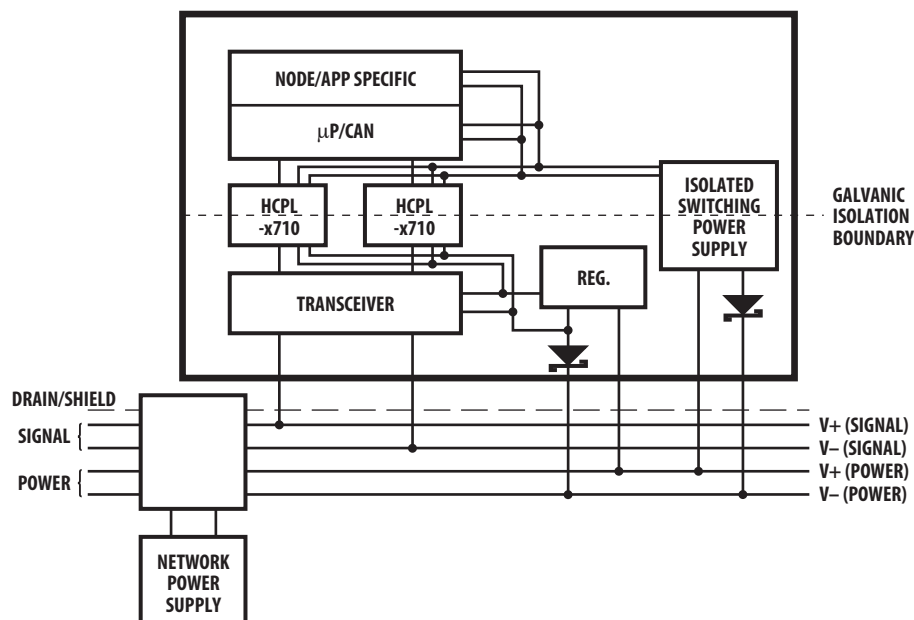 NODE/APP SPECIFIC
μP/CAN
HCPL
-x710
HCPL
-x710
ISOLATED
SWITCHING
POWER
SUPPLY
GALVANIC
ISOLATION
BOUNDARY
REG.
TRANSCEIVER
DRAIN/SHIELD
SIGNAL
POWER
V+ (SIGNAL)
V– (SIGNAL)
V+ (POWER)
V– (POWER)
NETWORK
POWER
SUPPLY